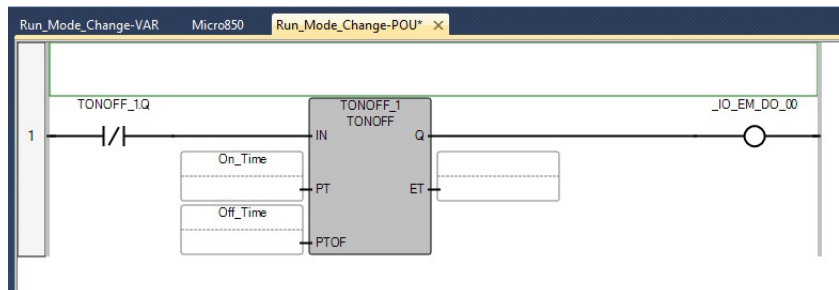 Run_Mode_Change-VAR Micro850 Run_Mode_Change-POU* ×
TONOFF_1.Q TONOFF_1 _IO_EM_DO_00
TONOFF
1 IN Q
On_Time
PT ET
Off_Time
PTOF